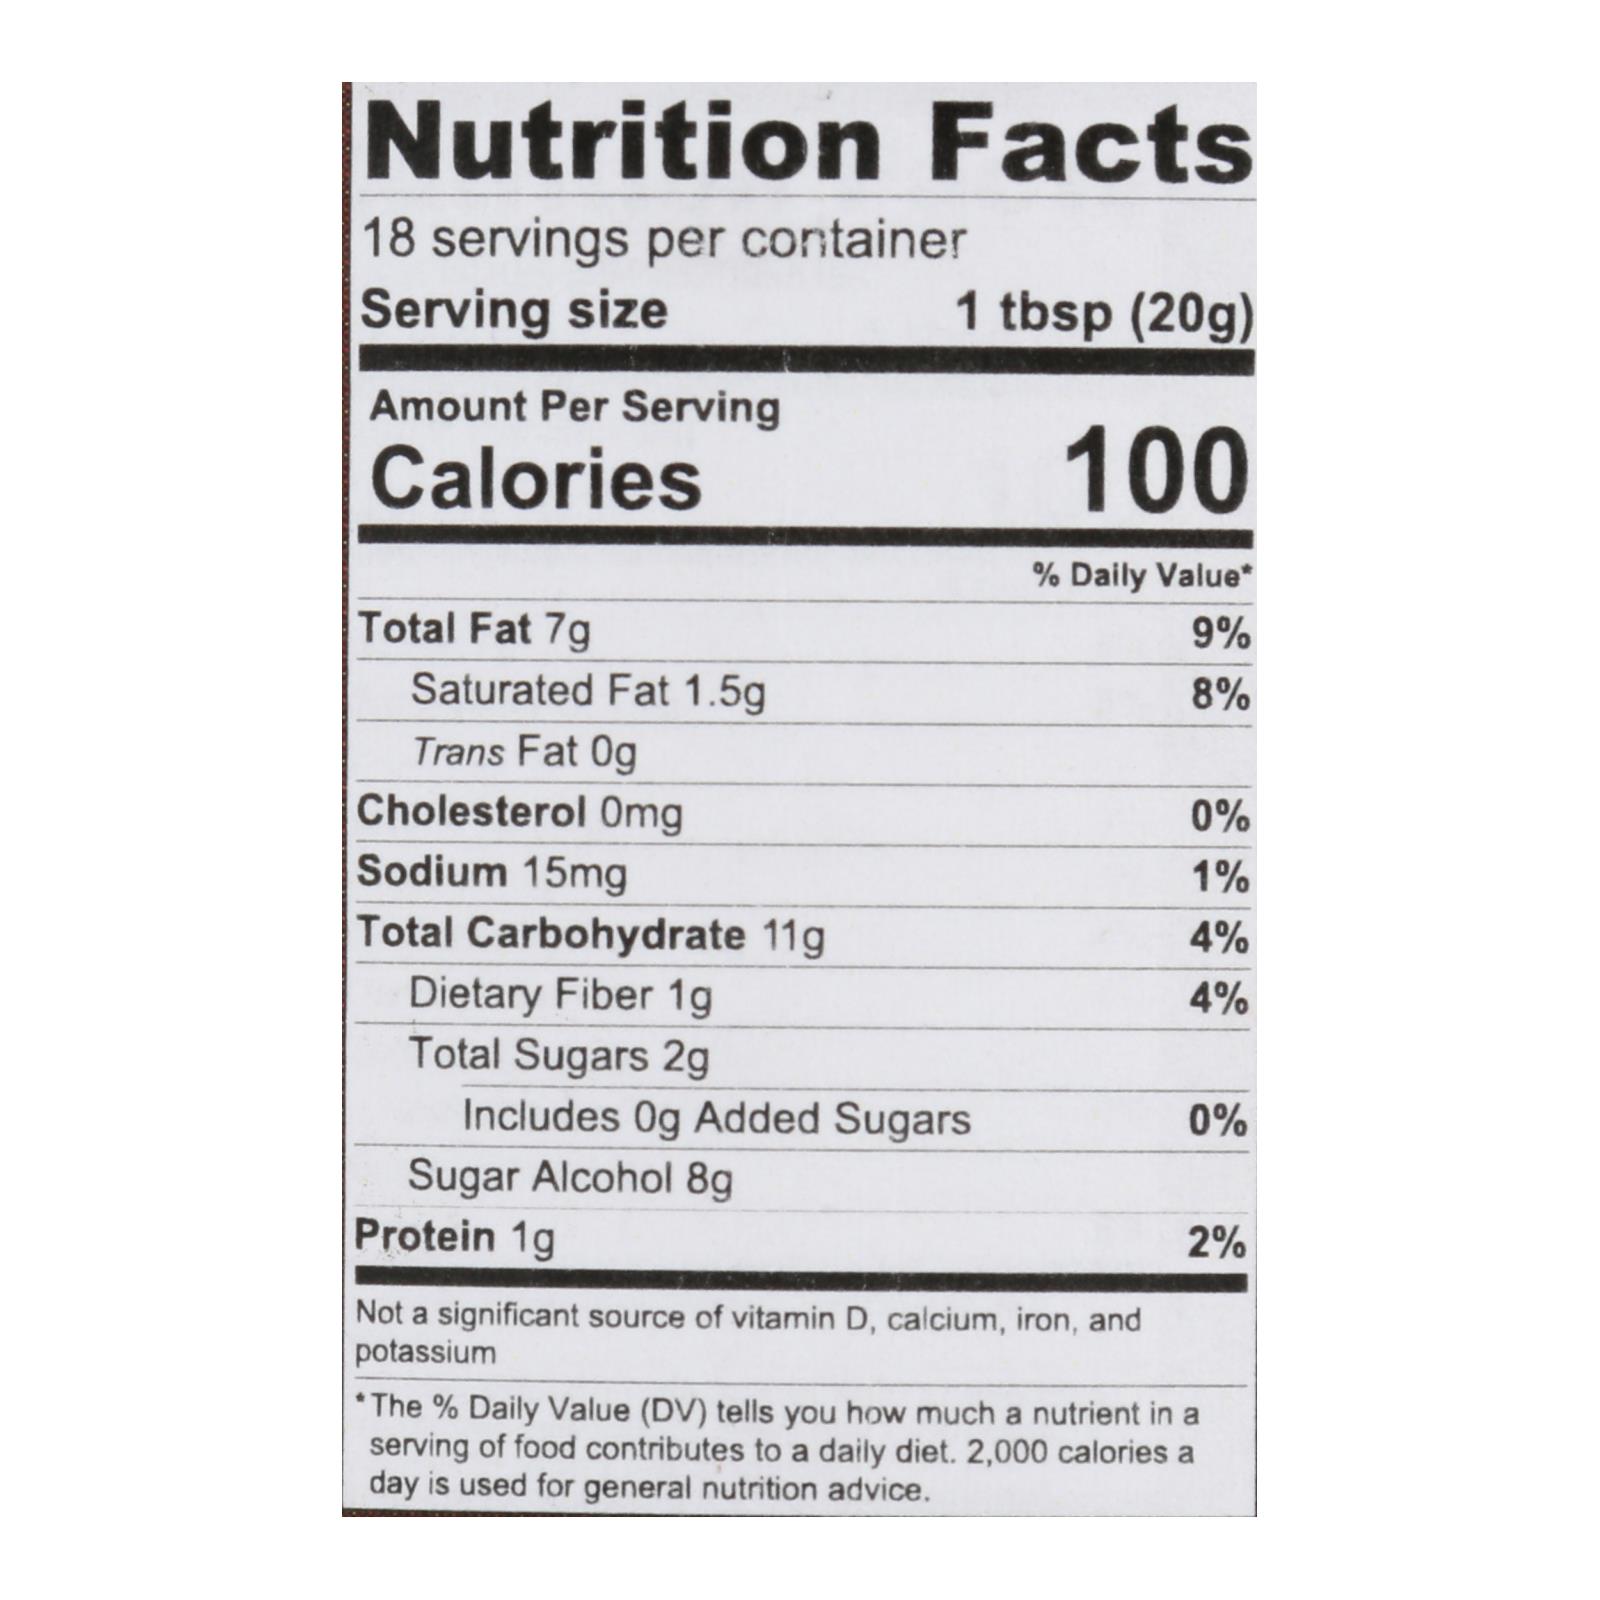 Nutrition Facts
18 servings per container
Serving size 1 tbsp (20g)
Amount Per Serving
Calories 100
% Daily Value*
Total Fat 7g 9%
Saturated Fat 1.5g 8%
Trans Fat 0g
Cholesterol 0mg 0%
Sodium 15mg 1%
Total Carbohydrate 11g 4%
Dietary Fiber 1g 4%
Total Sugars 2g
Includes 0g Added Sugars 0%
Sugar Alcohol 8g
Protein 1g 2%
Not a significant source of vitamin D, calcium, iron, and
potassium
*The % Daily Value (DV) tells you how much a nutrient in a
serving of food contributes to a daily diet. 2,000 calories a
day is used for general nutrition advice.